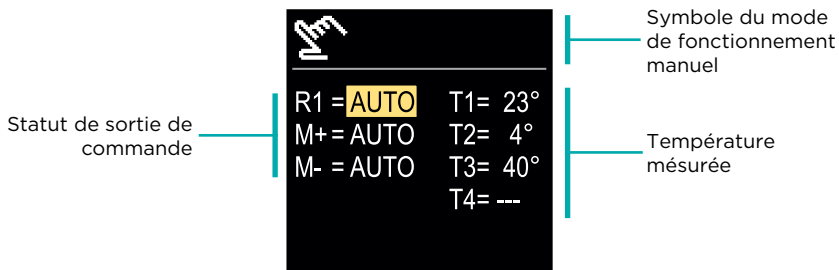 Symbole du mode
de fonctionnement
manuel
Statut de sortie de
commande
R1 = AUTO T1= 23°
M+= AUTO T2= 4°
M- = AUTO T3= 40°
T4= ---
Température
mésurée